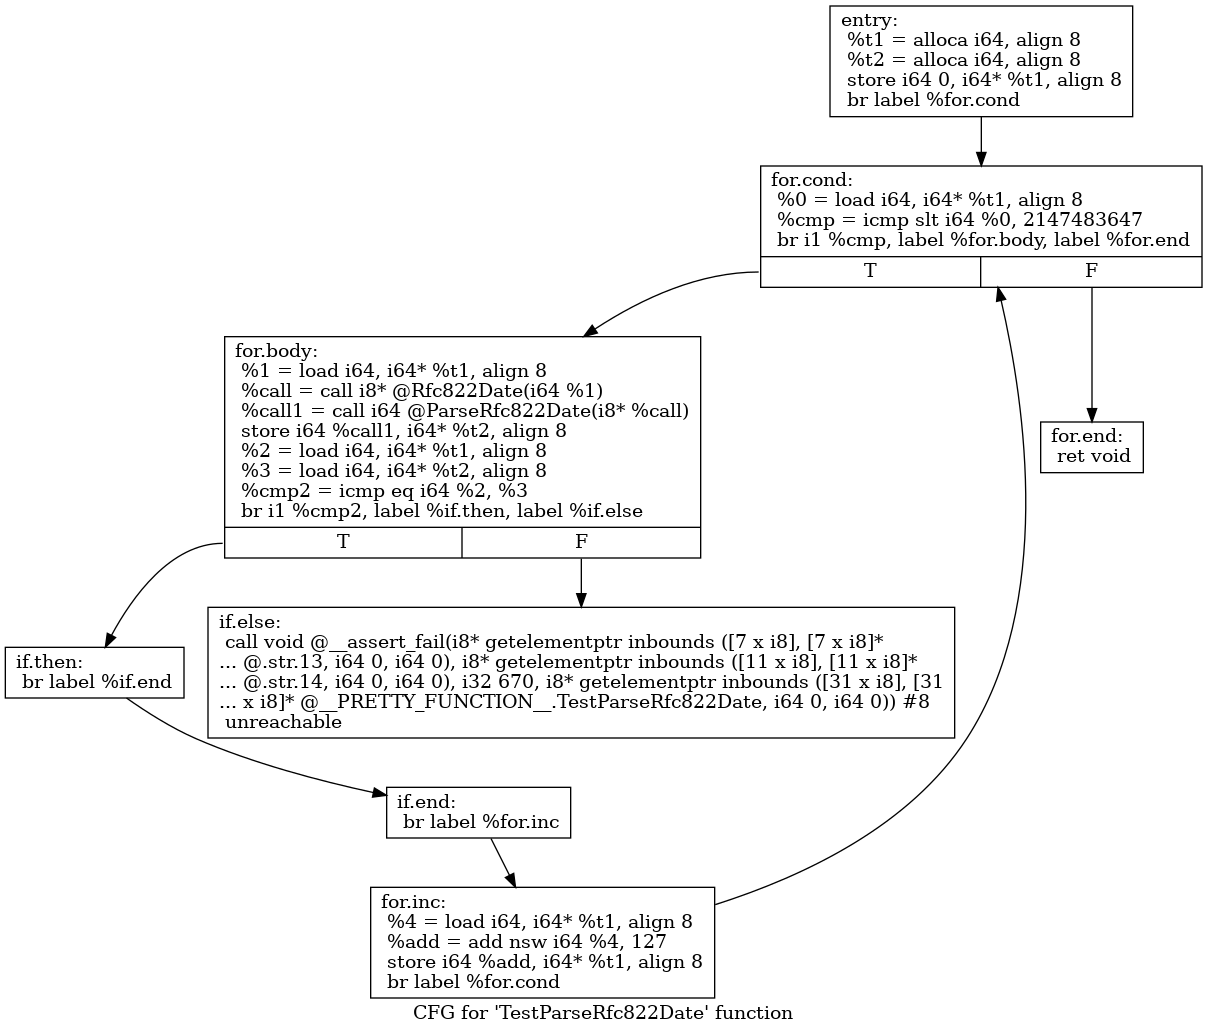 entry:
%t1 = alloca i64, align 8
%t2 = alloca i64, align 8
store i64 0, i64* %t1, align 8
br label %for.cond
for.cond:
%0 = load i64, i64* %t1, align 8
%cmp = icmp slt i64 %0, 2147483647
br i1 %cmp, label %for.body, label %for.end
T F
for.body:
%1 = load i64, i64* %t1, align 8
%call = call i8* @Rfc822Date(i64 %1)
%call1 = call i64 @ParseRfc822Date(i8* %call)
store i64 %call1, i64* %t2, align 8
%2 = load i64, i64* %t1, align 8
%3 = load i64, i64* %t2, align 8
%cmp2 = icmp eq i64 %2, %3
br i1 %cmp2, label %if.then, label %if.else
T F
for.end:
ret void
if.else:
call void @__assert_fail(i8* getelementptr inbounds ([7 x i8], [7 x i8]*
... @.str.13, i64 0, i64 0), i8* getelementptr inbounds ([11 x i8], [11 x i8]*
... @.str.14, i64 0, i64 0), i32 670, i8* getelementptr inbounds ([31 x i8], [31
... x i8]* @__PRETTY_FUNCTION__.TestParseRfc822Date, i64 0, i64 0)) #8
unreachable
if.then:
br label %if.end
if.end:
br label %for.inc
for.inc:
%4 = load i64, i64* %t1, align 8
%add = add nsw i64 %4, 127
store i64 %add, i64* %t1, align 8
br label %for.cond
CFG for 'TestParseRfc822Date' function